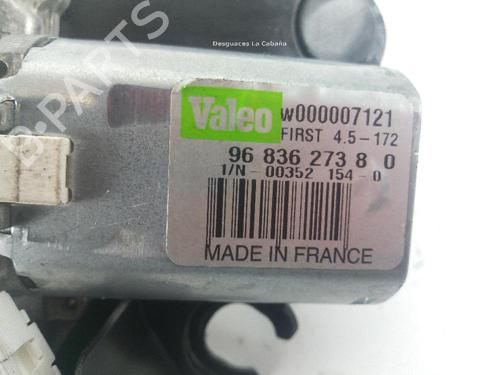 Desguaces La Cabaña
B-PARTS
Valeo
w000007121
FIRST 4.5-172
96 836 273 8 0
1/N - 00352 154-0
MADE IN FRANCE